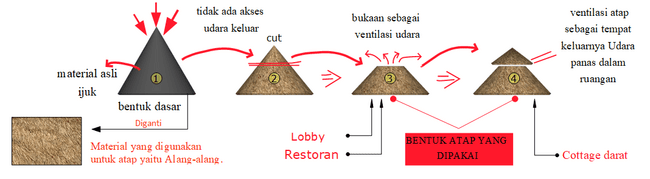 tidak ada akses
udara keluar
material asli
ijuk
1
bentuk dasar
Diganti
Material yang digunakan
untuk atap yaitu Alang-alang.
cut
2
bukaan sebagai
ventilasi udara
3
Lobby
Restoran
BENTUK ATAP YANG
DIPAKAI
ventilasi atap
sebagai tempat
keluarnya Udara
panas dalam
ruangan
4
Cottage darat